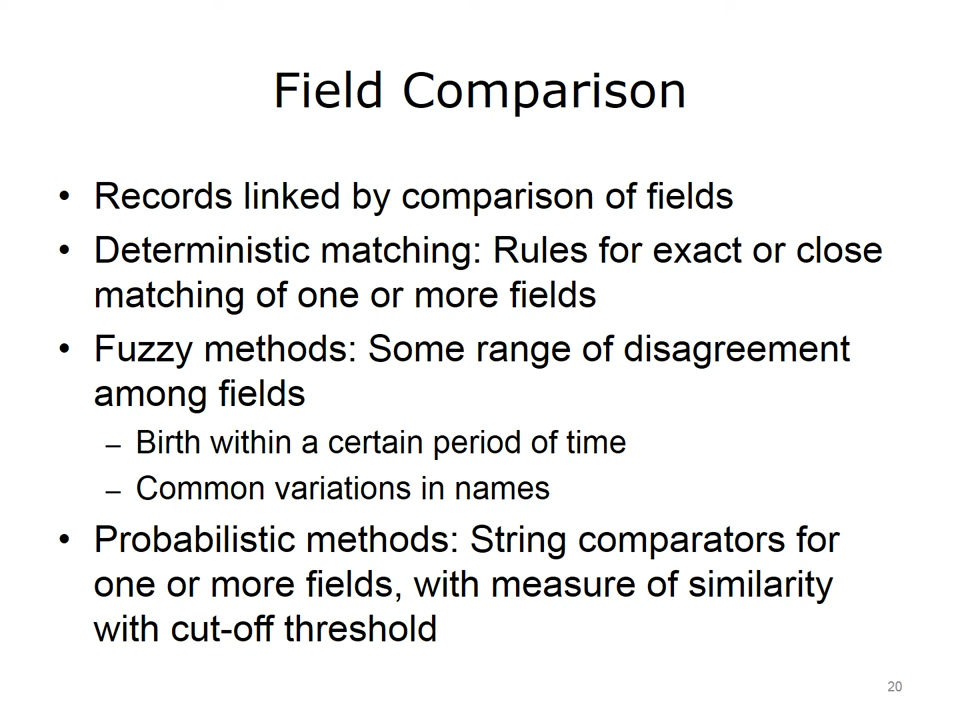 Field Comparison
• Records linked by comparison of fields
• Deterministic matching: Rules for exact or close
matching of one or more fields
• Fuzzy methods: Some range of disagreement
among fields
– Birth within a certain period of time
– Common variations in names
• Probabilistic methods: String comparators for
one or more fields, with measure of similarity
with cut-off threshold
20